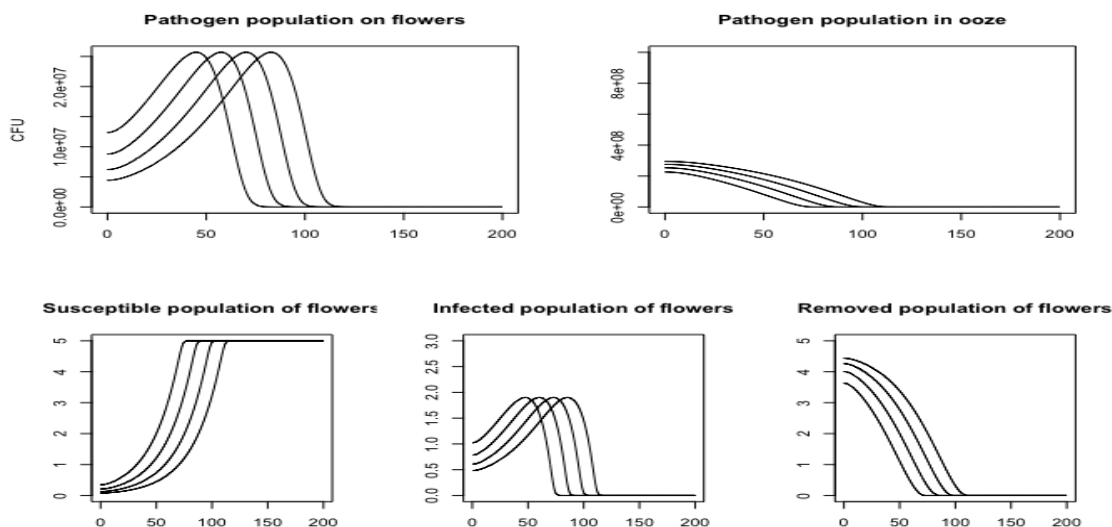 Pathogen population on flowers
CFU
0.0e+00 1.0e+07 2.0e+07
0 50 100 150 200
Pathogen population in ooze
0e+00 4e+08 8e+08
0 50 100 150 200
Susceptible population of flowers
0 1 2 3 4 5
0 50 100 150 200
Infected population of flowers
0.0 0.5 1.0 1.5 2.0 2.5 3.0
0 50 100 150 200
Removed population of flowers
0 1 2 3 4 5
0 50 100 150 200